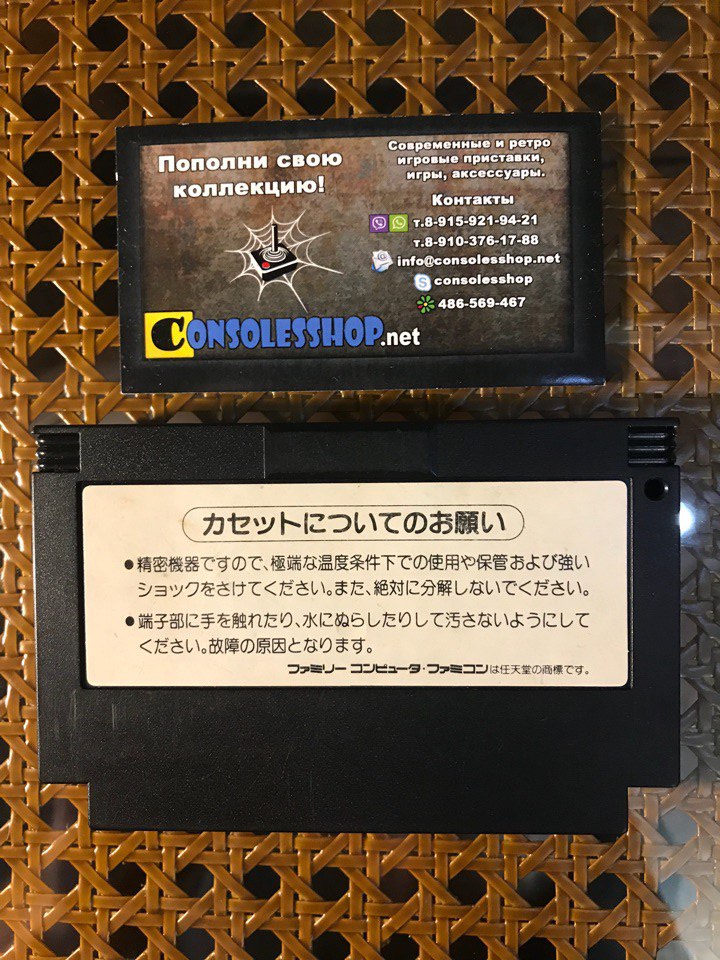 Пополни свою
коллекцию!
CONSOLESSHOP.net
Современные и ретро
игровые приставки,
игры, аксессуары.
Контакты
т.8-915-921-94-21
т.8-910-376-17-88
info@consolesshop.net
consolesshop
486-569-467
カセットについてのお願い
●精密機器ですので、極端な温度条件下での使用や保管および強い
ショックをさけてください。また、絶対に分解しないでください。
●端子部に手を触れたり、水にぬらしたりして汚さないようにして
ください。故障の原因となります。
ファミリー コンピュータ・ファミコンは任天堂の商標です。